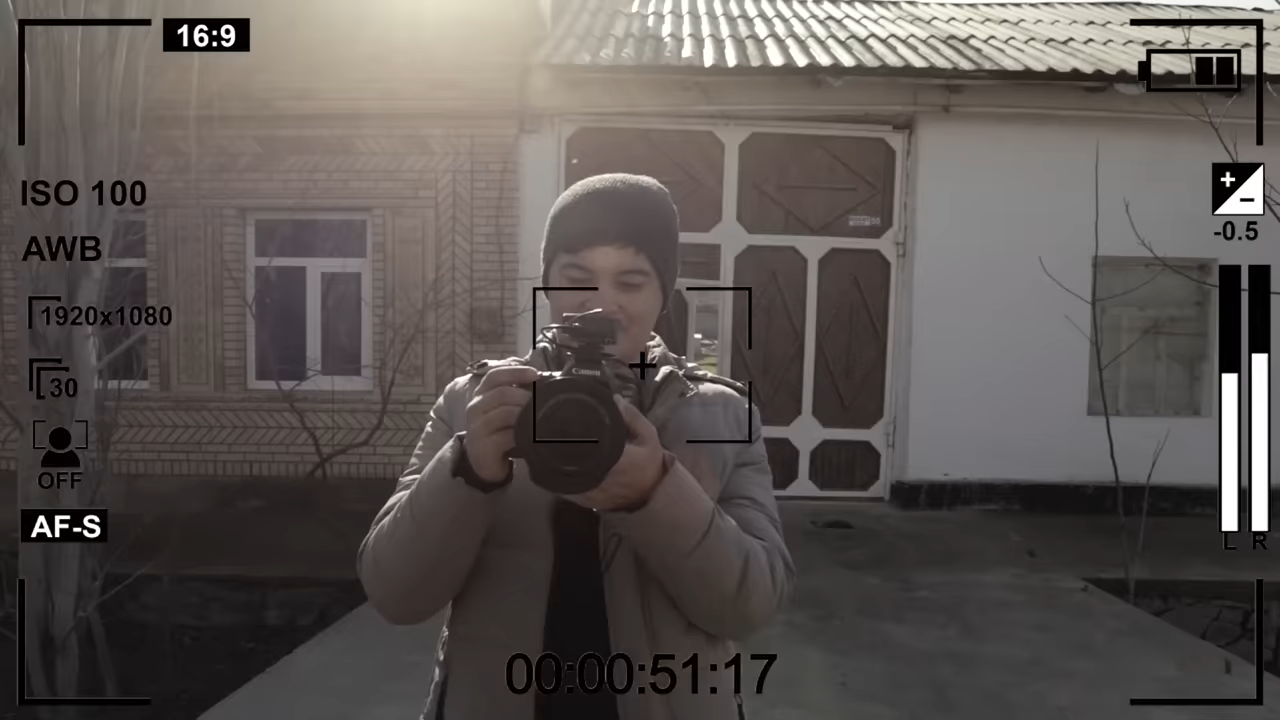 16:9
ISO 100
AWB
1920x1080
30
OFF
AF-S
-0.5
L R
Canon
00:00:51:17